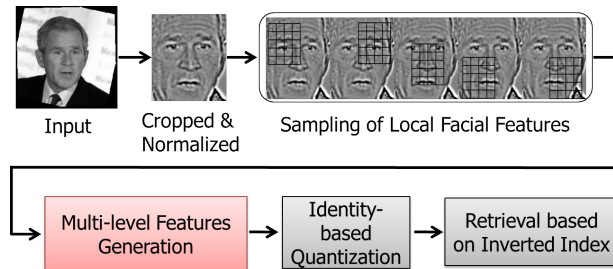 Input
Cropped &
Normalized
Sampling of Local Facial Features
Multi-level Features
Generation
Identity-
based
Quantization
Retrieval based
on Inverted Index